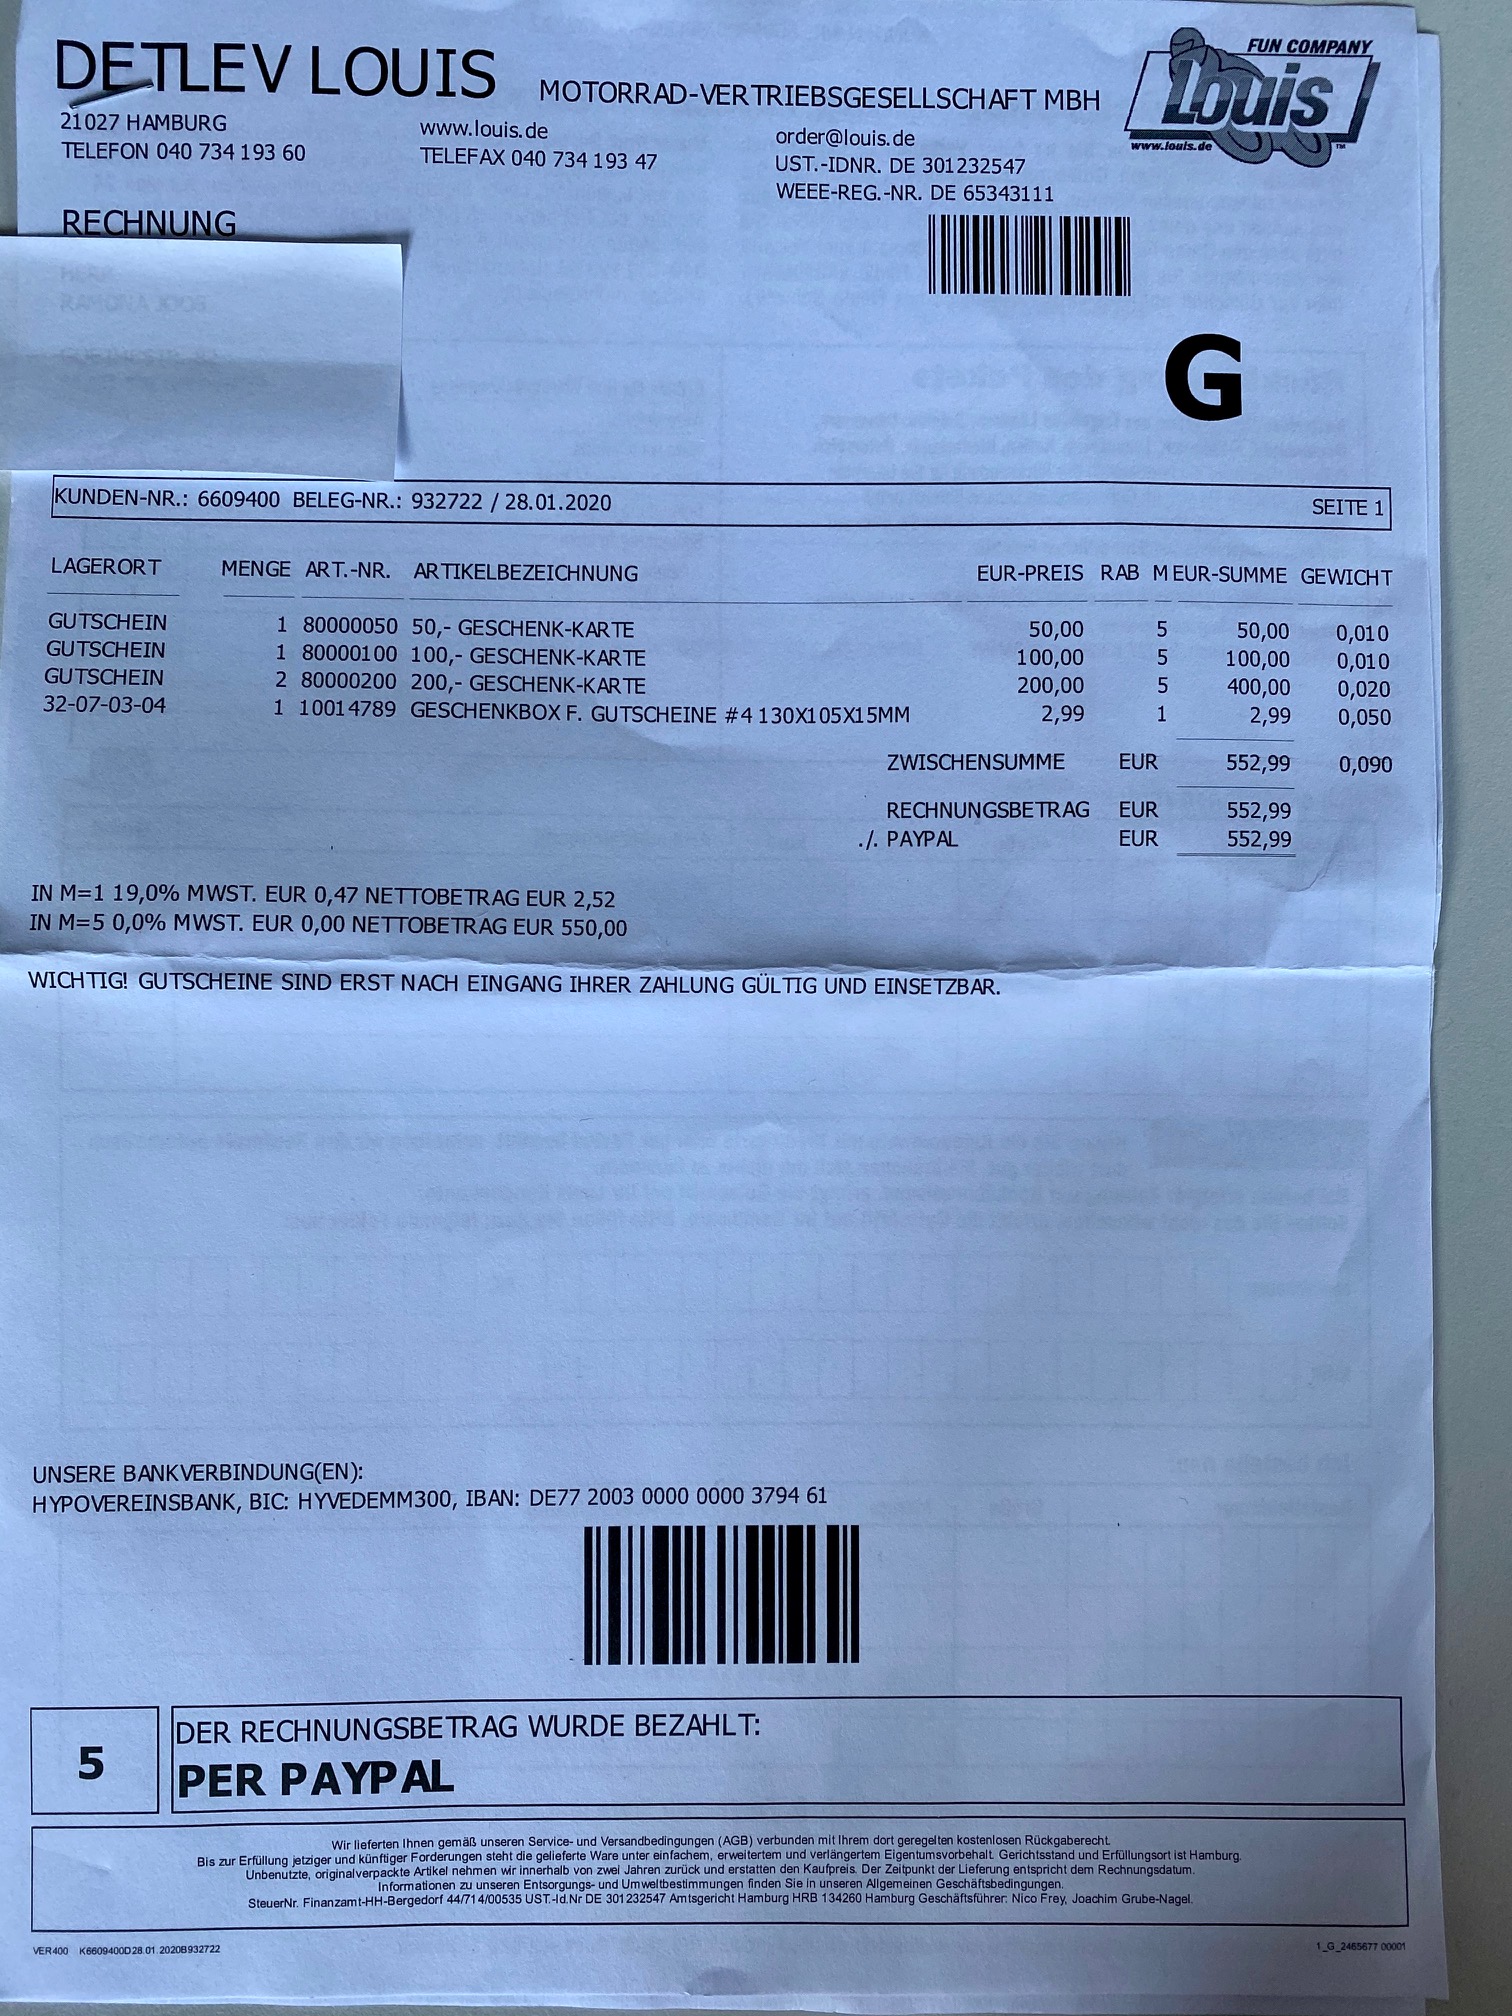 DETLEV LOUIS MOTORRAD-VERTRIEBSGESELLSCHAFT MBH
FUN COMPANY
Louis
www.louis.de
TM
21027 HAMBURG www.louis.de order@louis.de
TELEFON 040 734 193 60 TELEFAX 040 734 193 47 UST.-IDNR. DE 301232547
WEEE-REG.-NR. DE 65343111
RECHNUNG
G
KUNDEN-NR.: 6609400 BELEG-NR.: 932722 / 28.01.2020 SEITE 1
LAGERORT MENGE ART.-NR. ARTIKELBEZEICHNUNG EUR-PREIS RAB M EUR-SUMME GEWICHT
GUTSCHEIN 1 80000050 50,- GESCHENK-KARTE 50,00 5 50,00 0,010
GUTSCHEIN 1 80000100 100,- GESCHENK-KARTE 100,00 5 100,00 0,010
GUTSCHEIN 2 80000200 200,- GESCHENK-KARTE 200,00 5 400,00 0,020
32-07-03-04 1 10014789 GESCHENKBOX F. GUTSCHEINE #4 130X105X15MM 2,99 1 2,99 0,050
ZWISCHENSUMME EUR 552,99 0,090
RECHNUNGSBETRAG EUR 552,99
./. PAYPAL EUR 552,99
IN M=1 19,0% MWST. EUR 0,47 NETTOBETRAG EUR 2,52
IN M=5 0,0% MWST. EUR 0,00 NETTOBETRAG EUR 550,00
WICHTIG! GUTSCHEINE SIND ERST NACH EINGANG IHRER ZAHLUNG GÜLTIG UND EINSETZBAR.
UNSERE BANKVERBINDUNG(EN):
HYPOVEREINSBANK, BIC: HYVEDEMM300, IBAN: DE77 2003 0000 0000 3794 61
5 DER RECHNUNGSBETRAG WURDE BEZAHLT:
PER PAYPAL
Wir lieferten Ihnen gemäß unseren Service- und Versandbedingungen (AGB) verbunden mit Ihrem dort geregelten kostenlosen Rückgaberecht.
Bis zur Erfüllung jetziger und künftiger Forderungen steht die gelieferte Ware unter einfachem, erweitertem und verlängertem Eigentumsvorbehalt. Gerichtsstand und Erfüllungsort ist Hamburg.
Unbenutzte, originalverpackte Artikel nehmen wir innerhalb von zwei Jahren zurück und erstatten den Kaufpreis. Der Zeitpunkt der Lieferung entspricht dem Rechnungsdatum.
Informationen zu unseren Entsorgungs- und Umweltbestimmungen finden Sie in unseren Allgemeinen Geschäftsbedingungen.
SteuerNr. Finanzamt-HH-Bergedorf 44/714/00535 UST.-Id.Nr DE 301232547 Amtsgericht Hamburg HRB 134260 Hamburg Geschäftsführer: Nico Frey, Joachim Grube-Nagel.
VER400 K6609400D28.01.2020B932722 1_G_2465677 00001